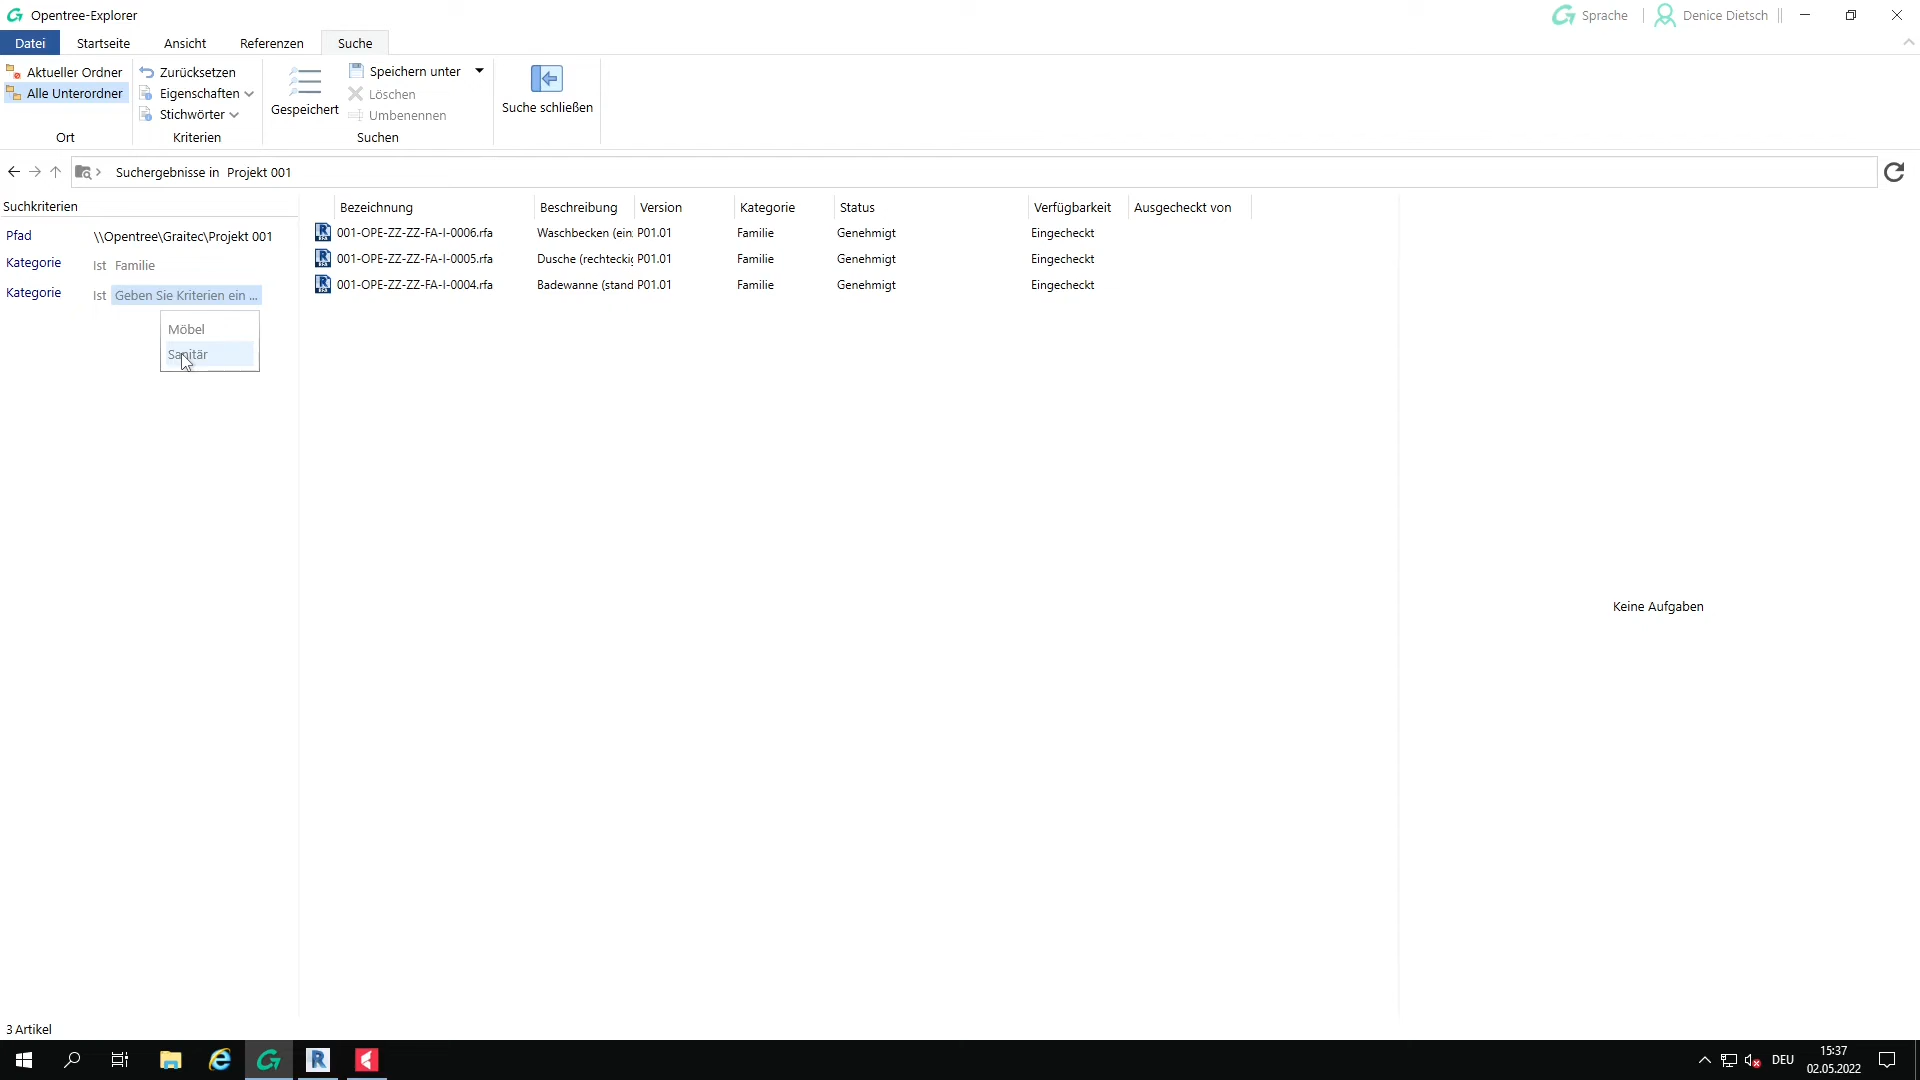 Opentree-Explorer
Sprache
Denice Dietsch
Datei
Startseite
Ansicht
Referenzen
Suche
Aktueller Ordner
Alle Unterordner
Ort
Zurücksetzen
Eigenschaften
Stichwörter
Kriterien
Gespeichert
Speichern unter
Löschen
Umbenennen
Suchen
Suche schließen
Suchergebnisse in Projekt 001
Suchkriterien
Pfad \\Opentree\Graitec\Projekt 001
Kategorie Ist Familie
Kategorie Ist Geben Sie Kriterien ein ...
Möbel
Sanitär
Bezeichnung Beschreibung Version Kategorie Status Verfügbarkeit Ausgecheckt von
001-OPE-ZZ-ZZ-FA-I-0006.rfa Waschbecken (ein P01.01 Familie Genehmigt Eingecheckt
001-OPE-ZZ-ZZ-FA-I-0005.rfa Dusche (rechteckig P01.01 Familie Genehmigt Eingecheckt
001-OPE-ZZ-ZZ-FA-I-0004.rfa Badewanne (stand P01.01 Familie Genehmigt Eingecheckt
Keine Aufgaben
3 Artikel
DEU
15:37
02.05.2022